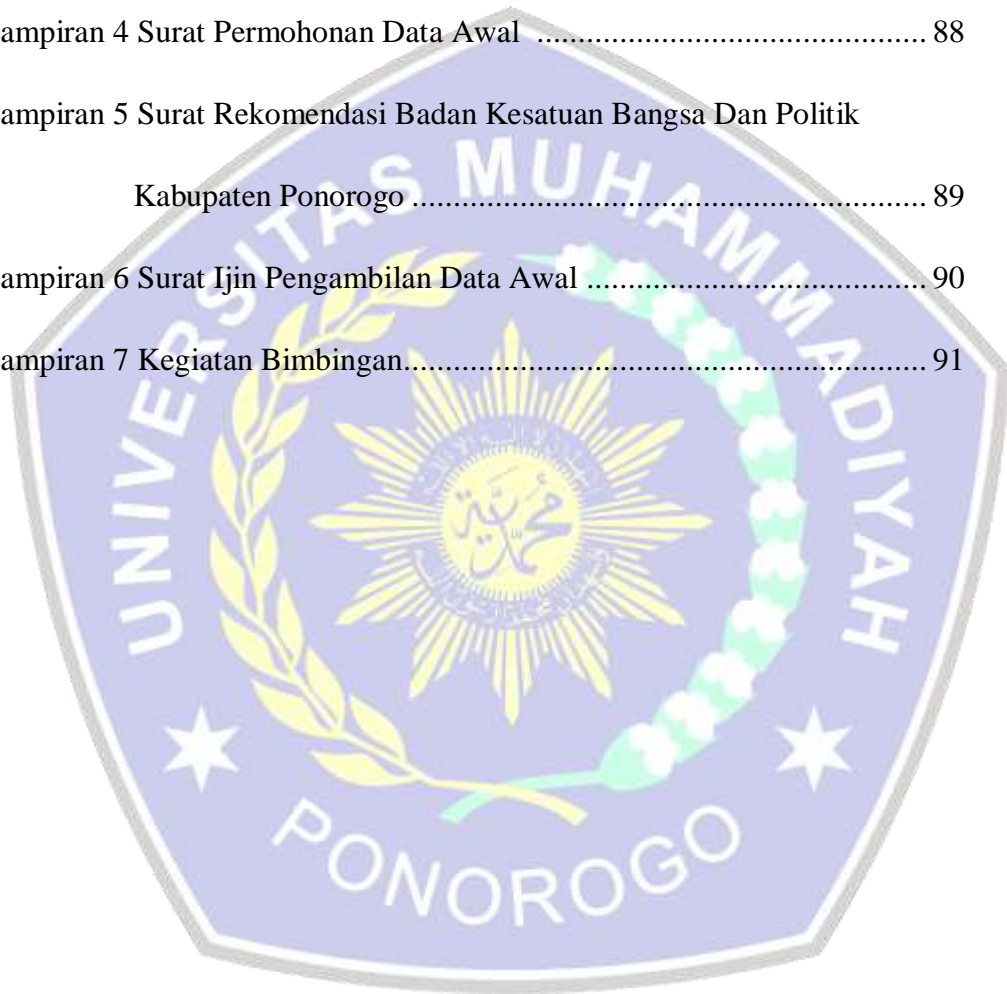 ampiran 4 Surat Permohonan Data Awal ............................................... 88
ampiran 5 Surat Rekomendasi Badan Kesatuan Bangsa Dan Politik
Kabupaten Ponorogo ............................................................... 89
ampiran 6 Surat Ijin Pengambilan Data Awal ......................................... 90
ampiran 7 Kegiatan Bimbingan................................................................ 91
UNIVERSITAS MUHAMMADIYAH
محمدية
PONOROGO